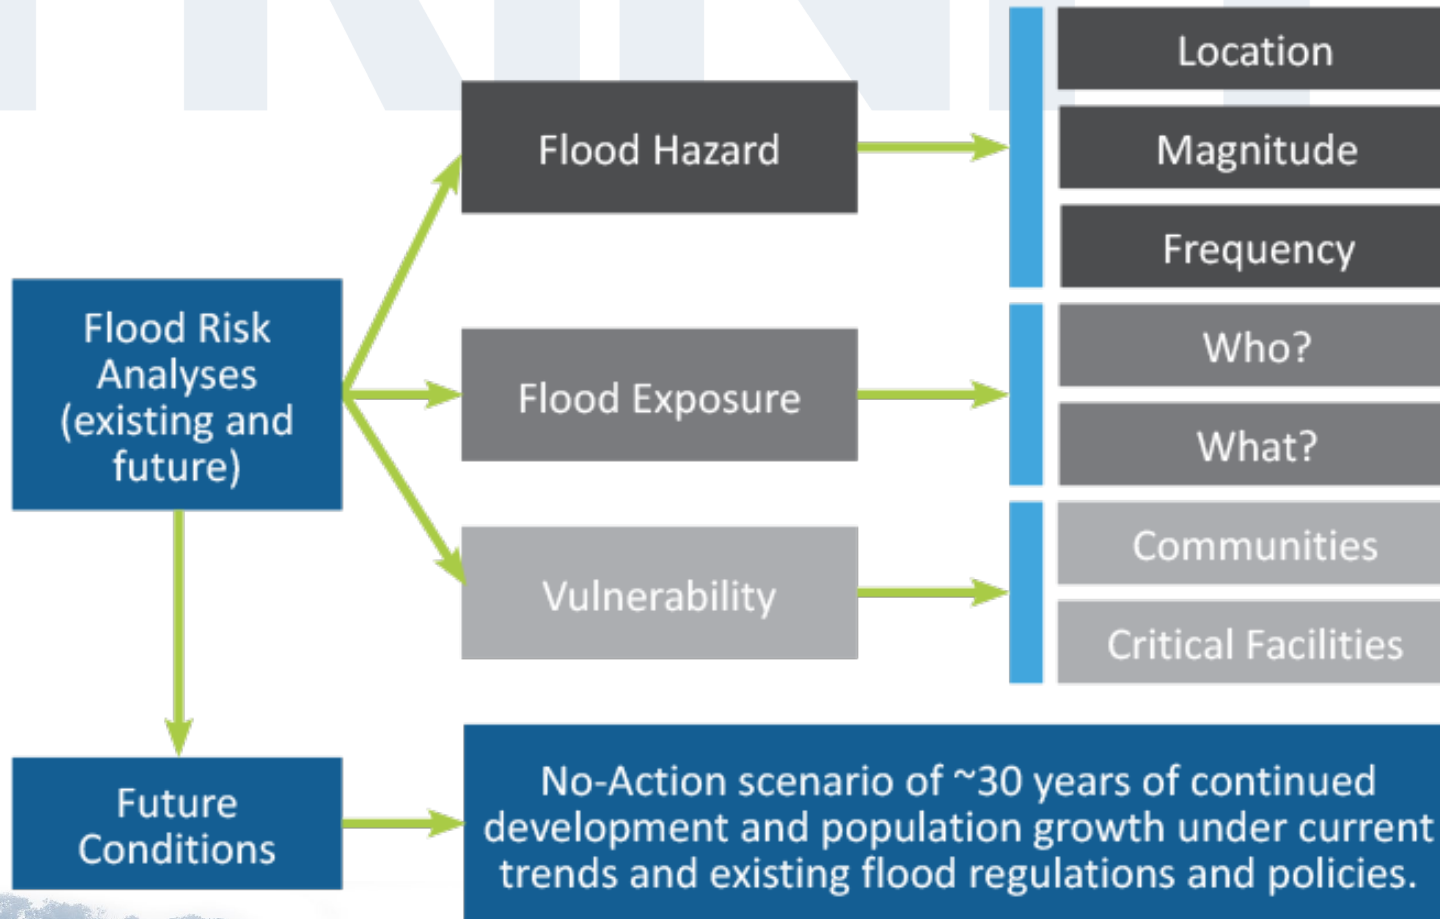 Location
Flood Hazard
Magnitude
Frequency
Flood Risk
Analyses
(existing and
future)
Flood Exposure
Who?
What?
Vulnerability
Communities
Critical Facilities
Future
Conditions
No-Action scenario of ~30 years of continued
development and population growth under current
trends and existing flood regulations and policies.